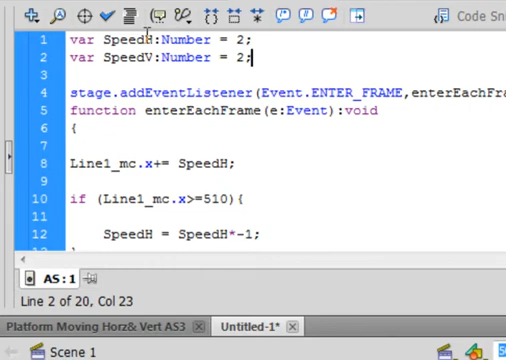 Code Sn
1 var SpeedH:Number = 2;
2 var SpeedV:Number = 2;
3
4 stage.addEventListener(Event.ENTER_FRAME,enterEachFra
5 function enterEachFrame(e:Event):void
6 {
7
8 Line1_mc.x+= SpeedH;
9
10 if (Line1_mc.x>=510){
11
12 SpeedH = SpeedH*-1;
AS:1
Line 2 of 20, Col 23
Platform Moving Horz& Vert AS3 Untitled-1*
Scene 1